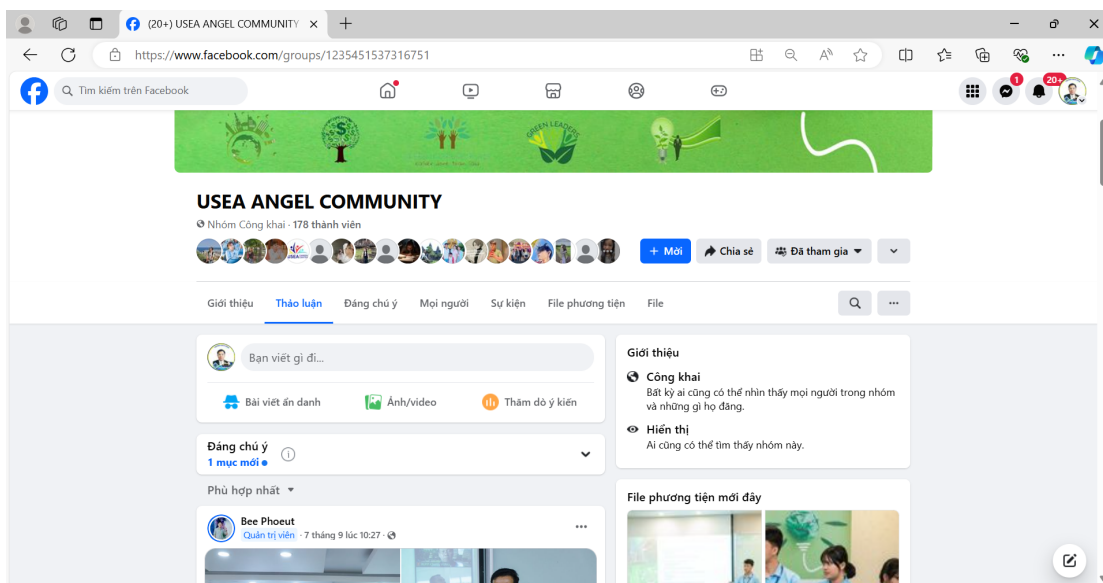 (20+) USEA ANGEL COMMUNITY
https://www.facebook.com/groups/1235451537316751
Tìm kiếm trên Facebook
1
20+
GREEN LEADERS
USEA ANGEL COMMUNITY
Nhóm Công khai · 178 thành viên
+ Mời
Chia sẻ
Đã tham gia
Giới thiệu
Thảo luận
Đáng chú ý
Mọi người
Sự kiện
File phương tiện
File
Bạn viết gì đi...
Bài viết ẩn danh
Ảnh/video
Thăm dò ý kiến
Đáng chú ý
1 mục mới
Phù hợp nhất
Bee Phoeut
Quản trị viên · 7 tháng 9 lúc 10:27 ·
Giới thiệu
Công khai
Bất kỳ ai cũng có thể nhìn thấy mọi người trong nhóm
và những gì họ đăng.
Hiển thị
Ai cũng có thể tìm thấy nhóm này.
File phương tiện mới đây